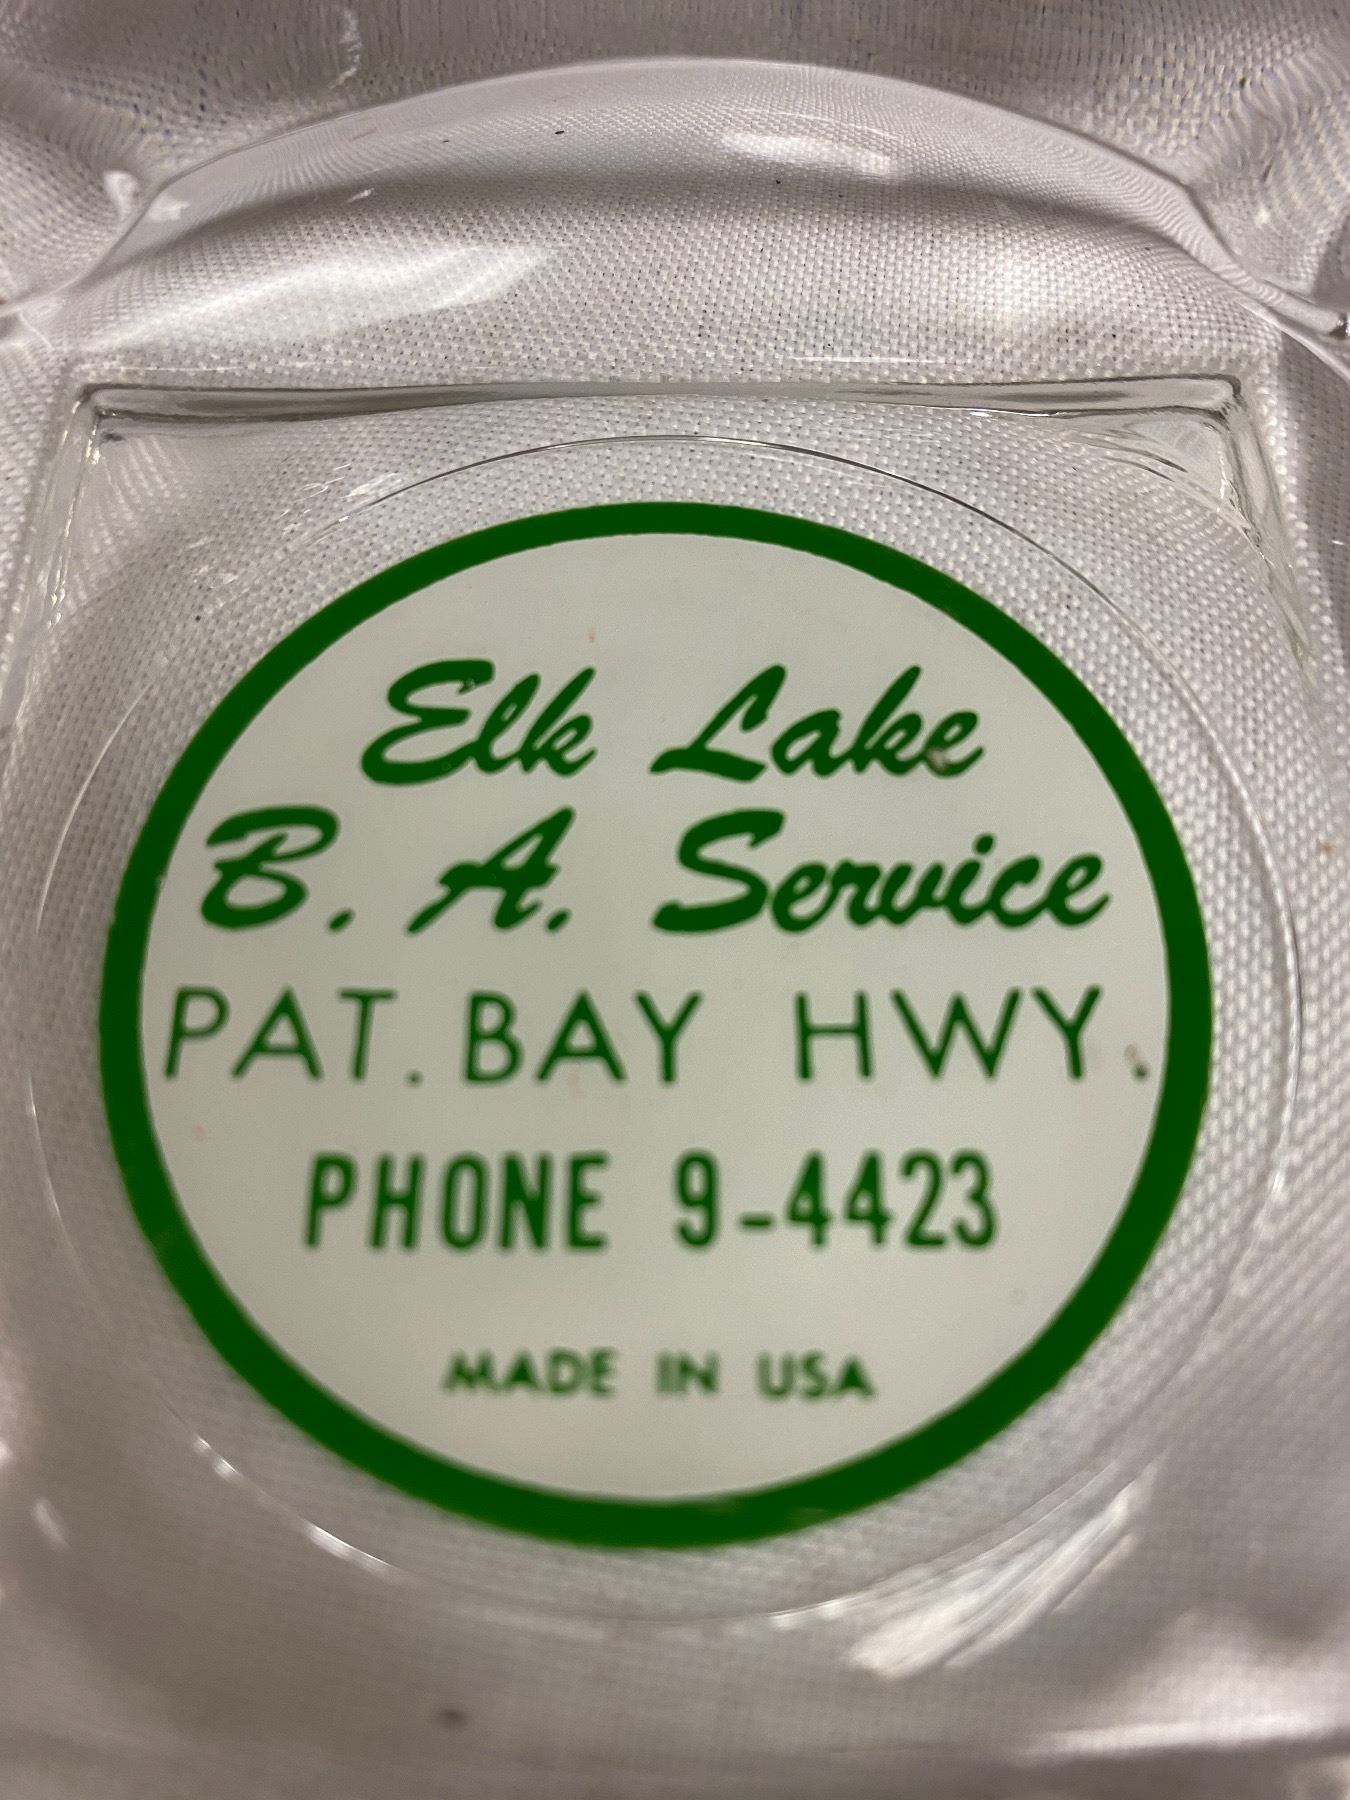 Elk Lake
B. A. Service
PAT. BAY HWY.
PHONE 9-4423
MADE IN USA